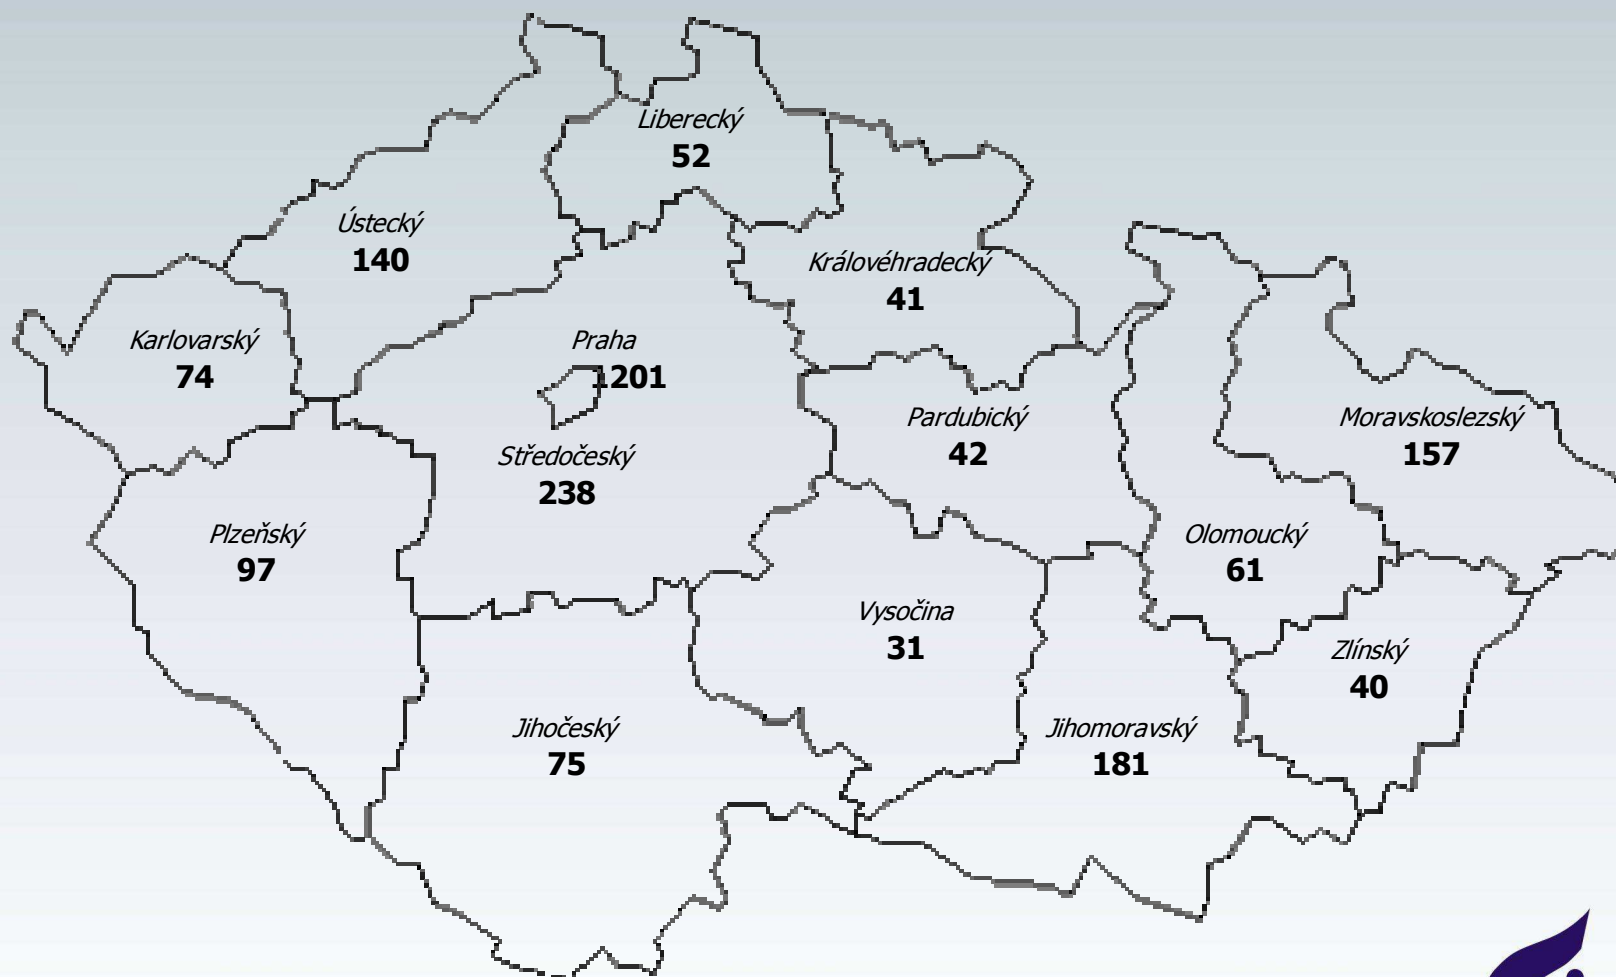 Liberecký
52
Ústecký
140
Královéhradecký
41
Karlovarský
74
Praha
1201
Pardubický
42
Moravskoslezský
157
Středočeský
238
Plzeňský
97
Olomoucký
61
Vysočina
31
Zlínský
40
Jihočeský
75
Jihomoravský
181